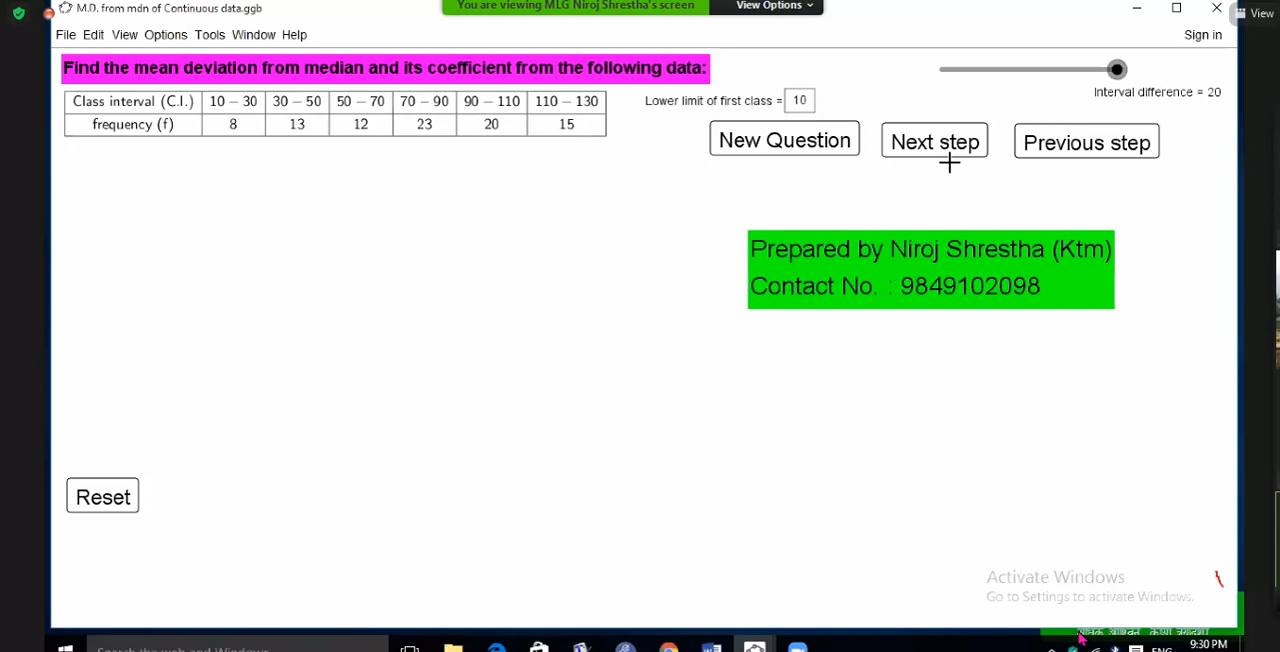 You are viewing MLG Niroj Shrestha's screen
View Options
View
M.D. from mdn of Continuous data.ggb
File Edit View Options Tools Window Help
Sign in
Find the mean deviation from median and its coefficient from the following data:
Class interval (C.I.) 10 – 30 30 – 50 50 – 70 70 – 90 90 – 110 110 – 130
frequency (f) 8 13 12 23 20 15
Lower limit of first class = 10
Interval difference = 20
New Question
Next step
Previous step
Prepared by Niroj Shrestha (Ktm)
Contact No. : 9849102098
Reset
Activate Windows
Go to Settings to activate Windows.
Search the web and Windows
ENG
9:30 PM